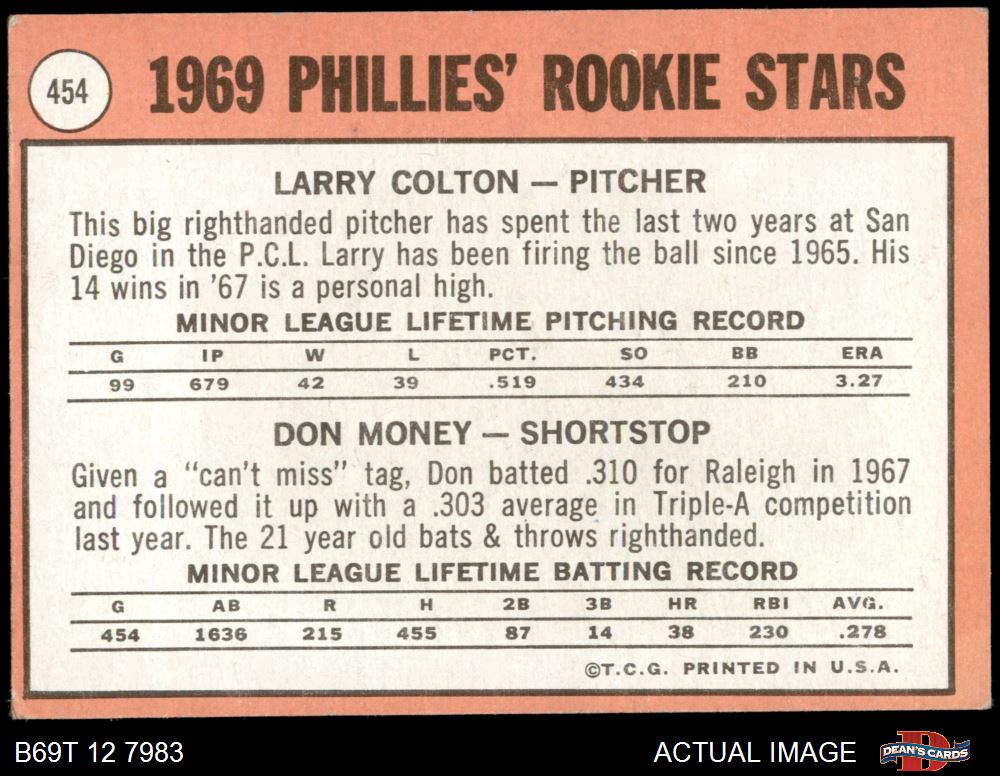 454
1969 PHILLIES' ROOKIE STARS
LARRY COLTON — PITCHER
This big righthanded pitcher has spent the last two years at San
Diego in the P.C.L. Larry has been firing the ball since 1965. His
14 wins in '67 is a personal high.
MINOR LEAGUE LIFETIME PITCHING RECORD
G IP W L PCT. SO BB ERA
99 679 42 39 .519 434 210 3.27
DON MONEY — SHORTSTOP
Given a "can't miss" tag, Don batted .310 for Raleigh in 1967
and followed it up with a .303 average in Triple-A competition
last year. The 21 year old bats & throws righthanded.
MINOR LEAGUE LIFETIME BATTING RECORD
G AB R H 2B 3B HR RBI AVG.
454 1636 215 455 87 14 38 230 .278
©T.C.G. PRINTED IN U.S.A.
B69T 12 7983
ACTUAL IMAGE
D
DEAN'S CARDS